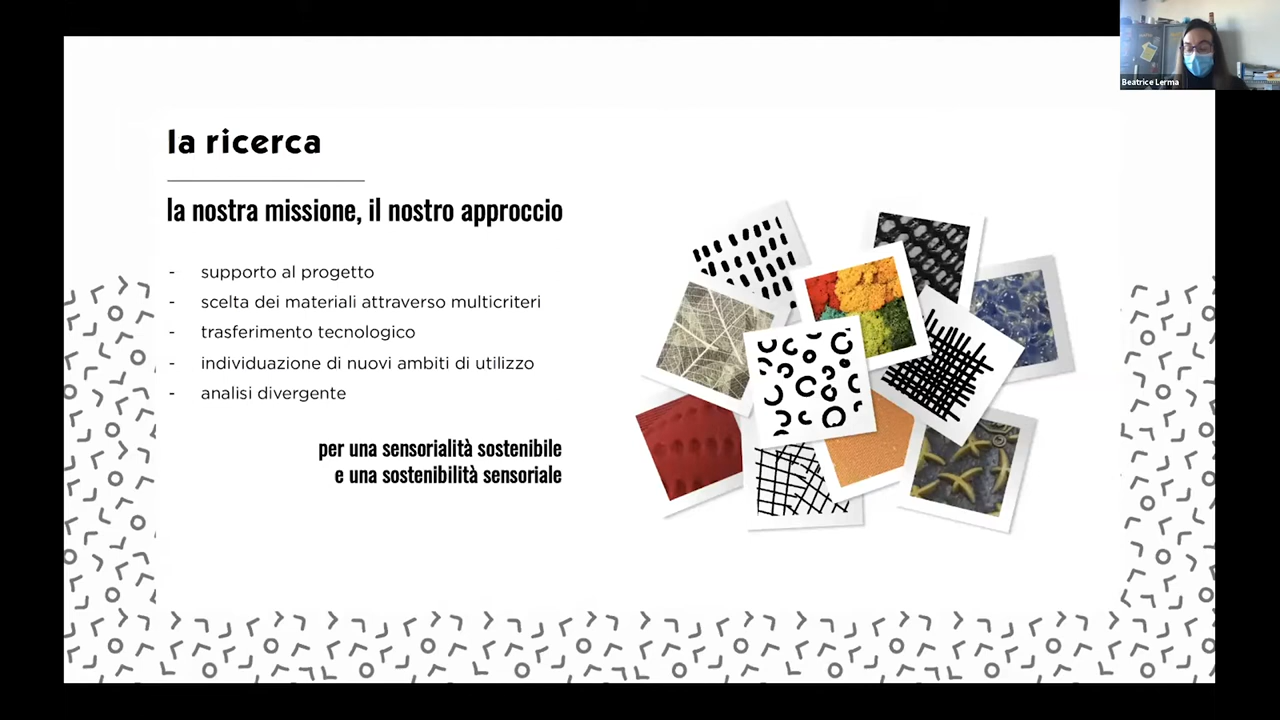 Beatrice Lerma
la ricerca
la nostra missione, il nostro approccio
- supporto al progetto
- scelta dei materiali attraverso multicriteri
- trasferimento tecnologico
- individuazione di nuovi ambiti di utilizzo
- analisi divergente
per una sensorialità sostenibile
e una sostenibilità sensoriale